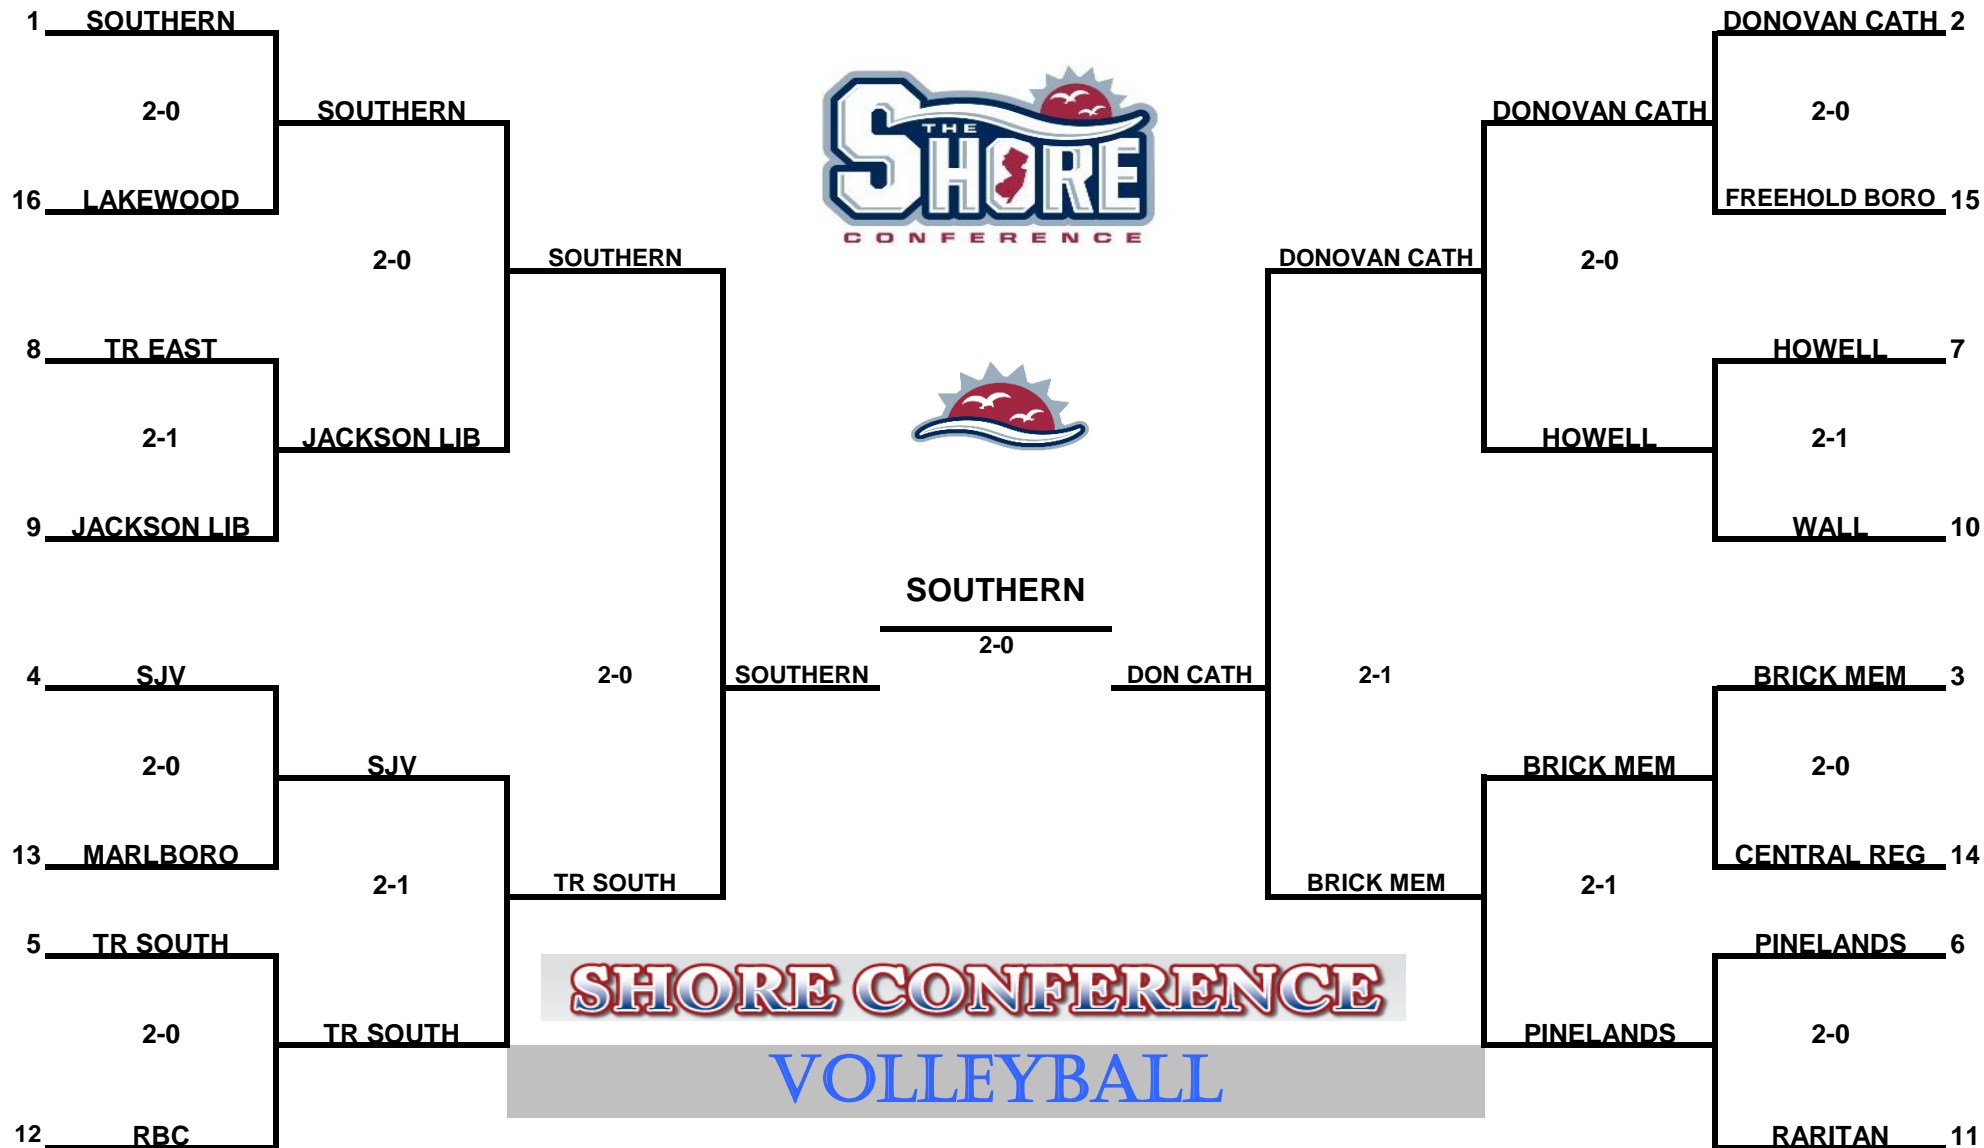 1 SOUTHERN
DONOVAN CATH 2
2-0
SOUTHERN
DONOVAN CATH
2-0
16 LAKEWOOD
FREEHOLD BORO 15
THE
SHORE
CONFERENCE
2-0
SOUTHERN
DONOVAN CATH
2-0
8 TR EAST
HOWELL 7
2-1
JACKSON LIB
HOWELL
2-1
9 JACKSON LIB
WALL 10
SOUTHERN
2-0
4 SJV
2-0
SOUTHERN
DON CATH
2-1
BRICK MEM 3
2-0
SJV
BRICK MEM
2-0
13 MARLBORO
CENTRAL REG 14
2-1
TR SOUTH
BRICK MEM
2-1
5 TR SOUTH
PINELANDS 6
SHORE CONFERENCE
2-0
TR SOUTH
PINELANDS
2-0
VOLLEYBALL
12 RBC
RARITAN 11